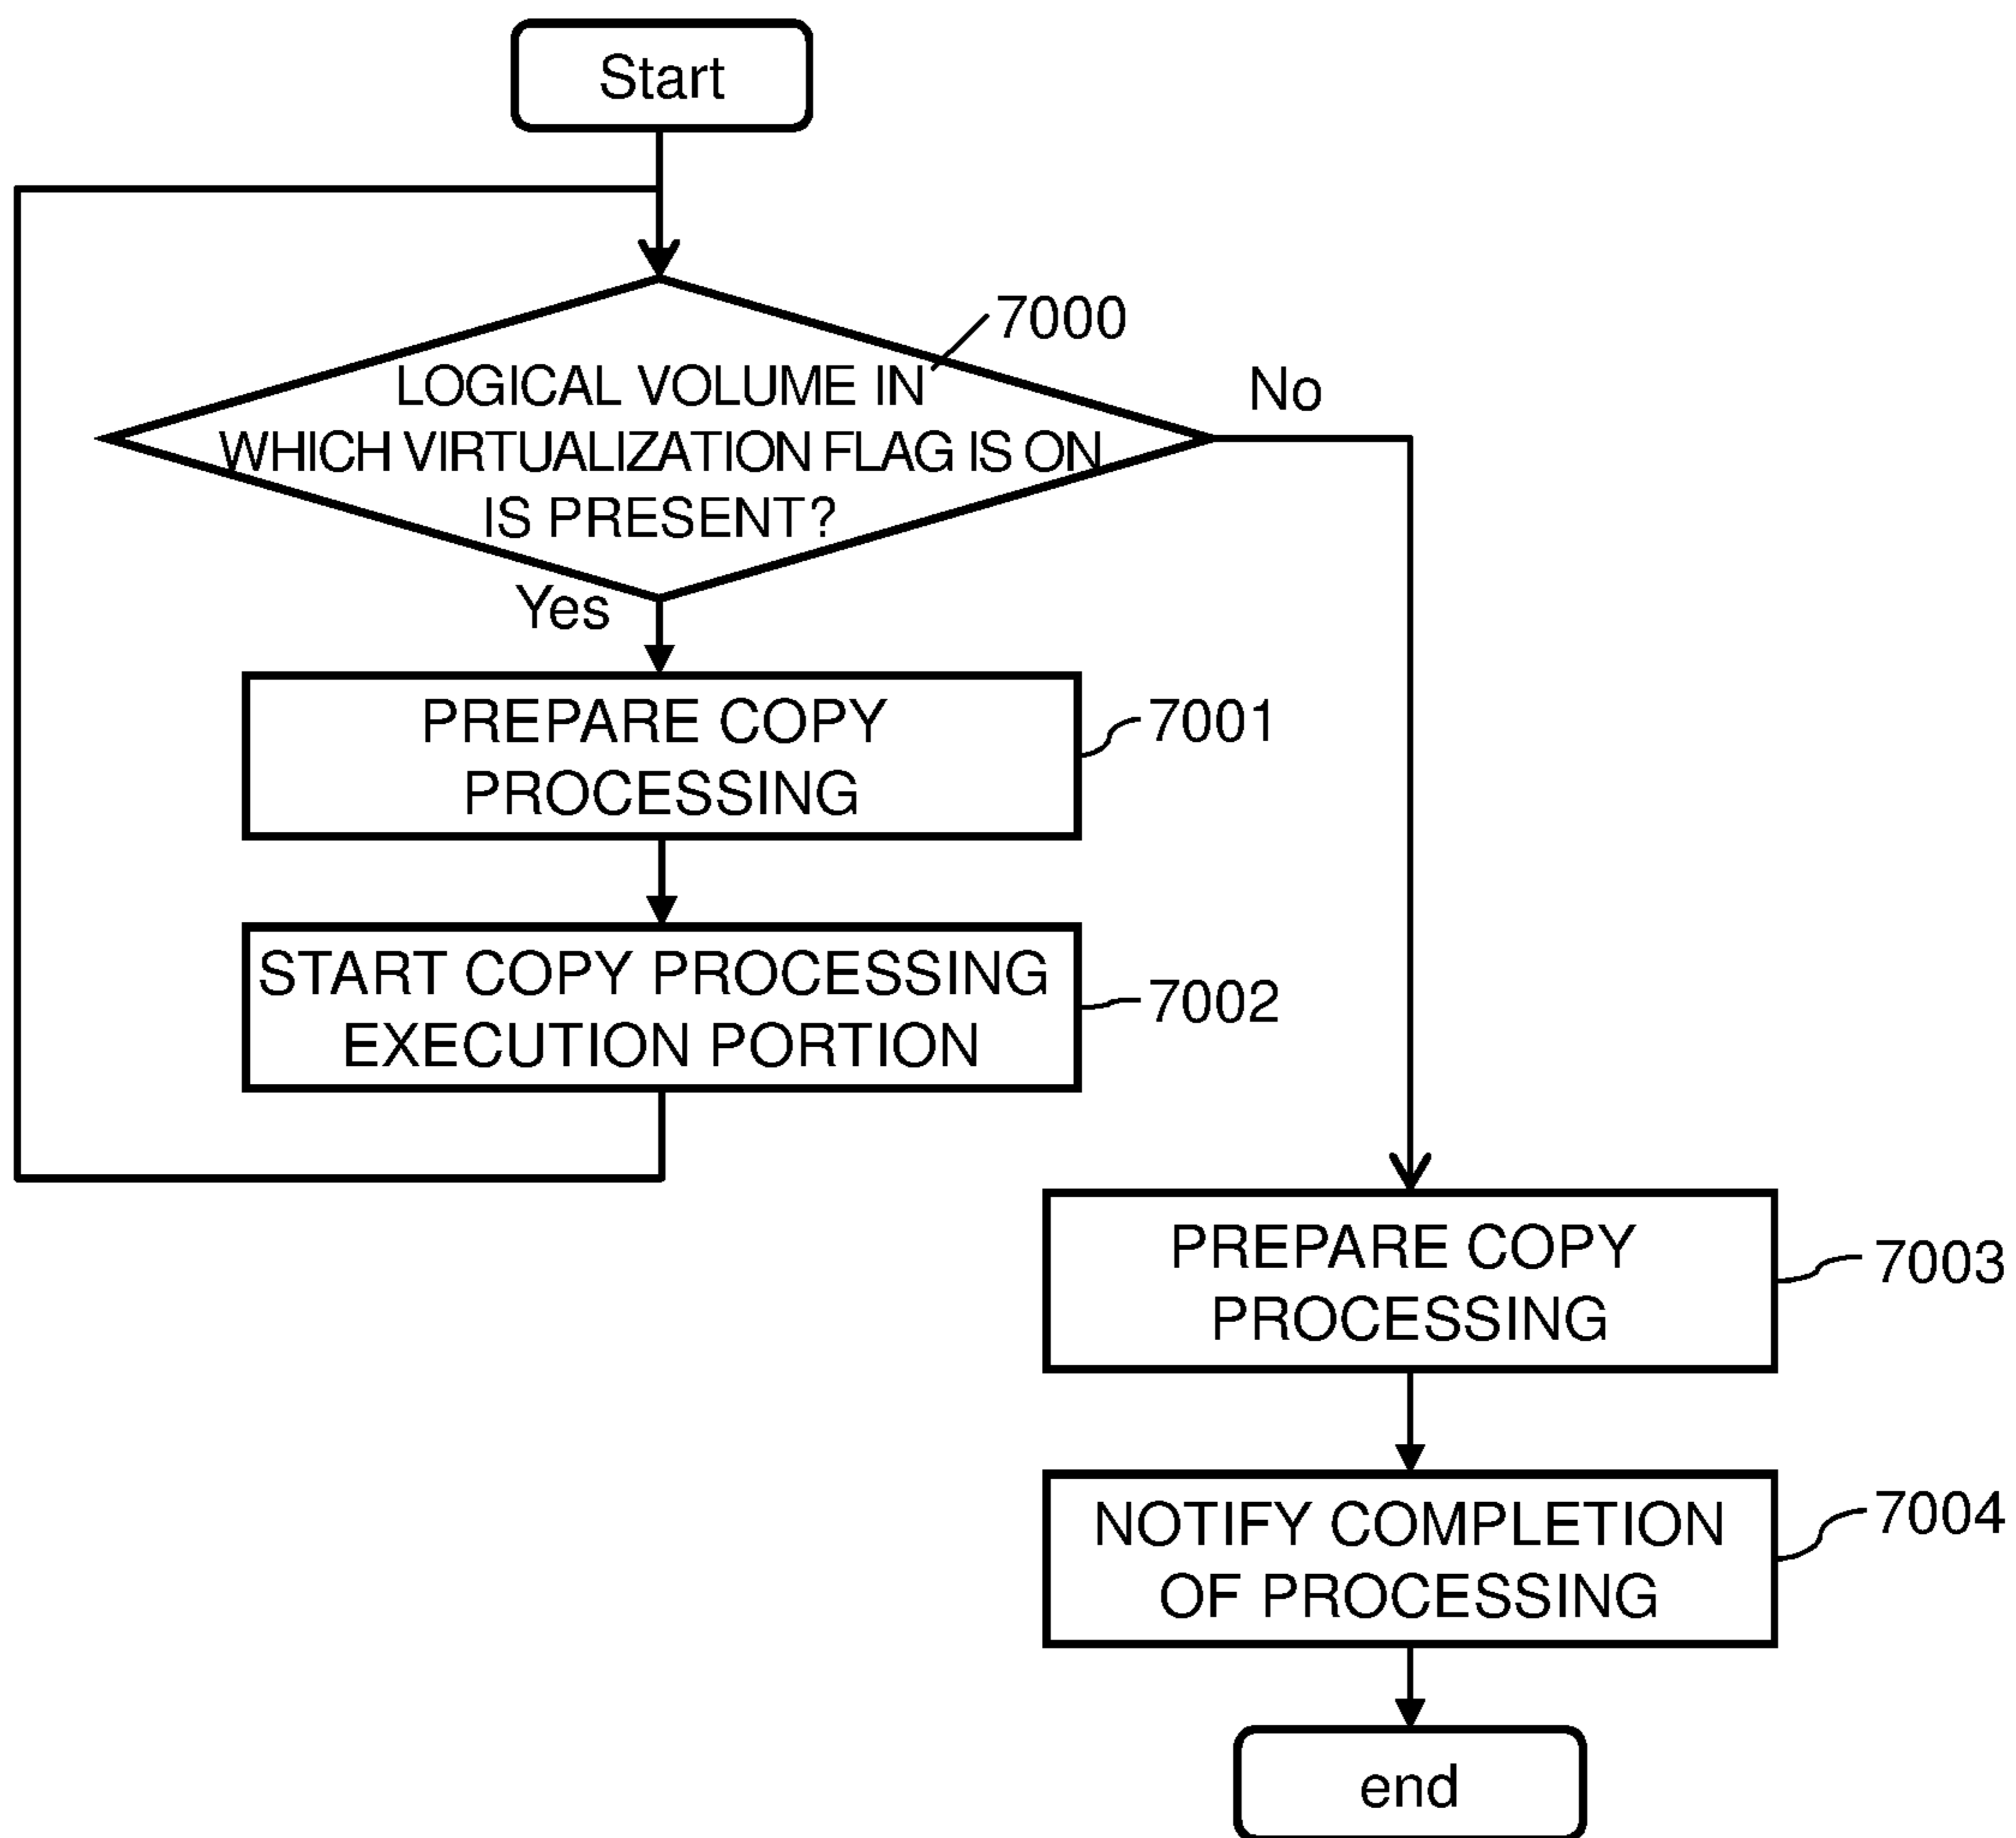 Start
7000
LOGICAL VOLUME IN
WHICH VIRTUALIZATION FLAG IS ON
IS PRESENT?
No
Yes
PREPARE COPY
PROCESSING
7001
START COPY PROCESSING
EXECUTION PORTION
7002
PREPARE COPY
PROCESSING
7003
NOTIFY COMPLETION
OF PROCESSING
7004
end